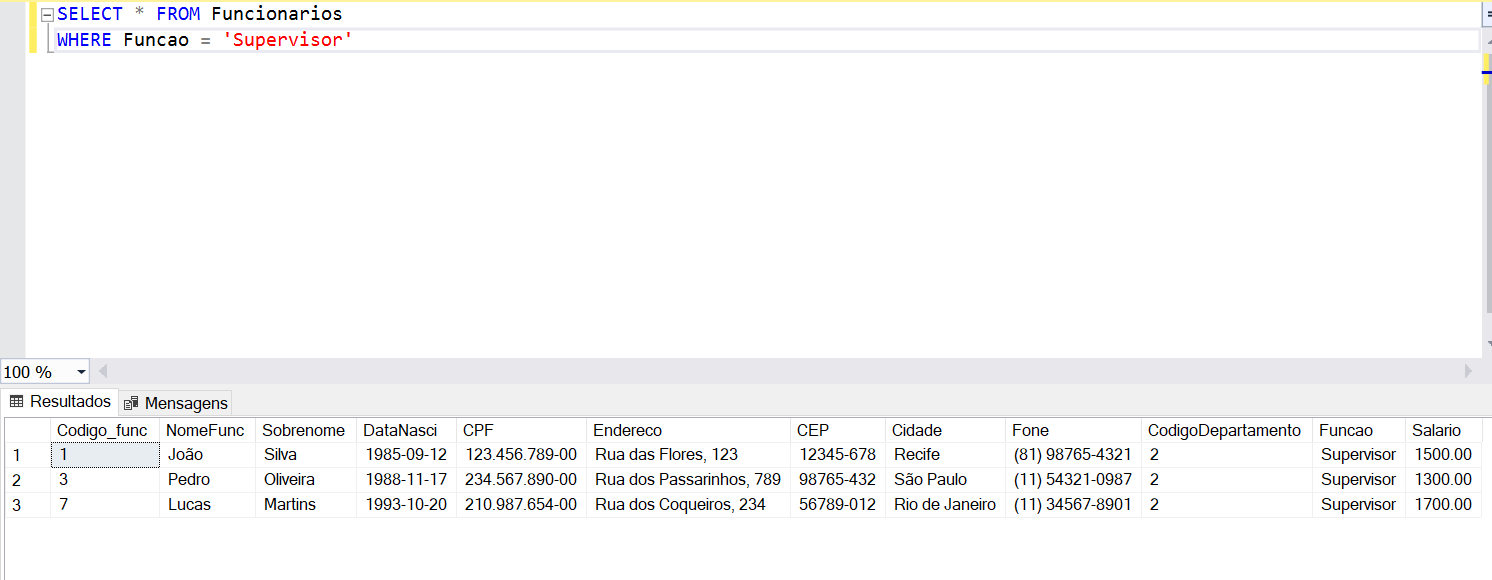 SELECT * FROM Funcionarios
WHERE Funcao = 'Supervisor'
100 %
Resultados Mensagens
Codigo_func NomeFunc Sobrenome DataNasci CPF Endereco CEP Cidade Fone CodigoDepartamento Funcao Salario
1 1 João Silva 1985-09-12 123.456.789-00 Rua das Flores, 123 12345-678 Recife (81) 98765-4321 2 Supervisor 1500.00
2 3 Pedro Oliveira 1988-11-17 234.567.890-00 Rua dos Passarinhos, 789 98765-432 São Paulo (11) 54321-0987 2 Supervisor 1300.00
3 7 Lucas Martins 1993-10-20 210.987.654-00 Rua dos Coqueiros, 234 56789-012 Rio de Janeiro (11) 34567-8901 2 Supervisor 1700.00